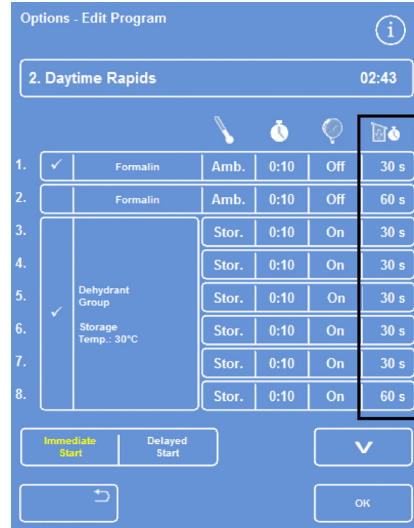 Options - Edit Program
i
2. Daytime Rapids 02:43
1. ✓ Formalin Amb. 0:10 Off 30 s
2. Formalin Amb. 0:10 Off 60 s
3. Stor. 0:10 On 30 s
4. Stor. 0:10 On 30 s
Dehydrant
Group
5. Stor. 0:10 On 30 s
✓
Storage
Temp.: 30°C
6. Stor. 0:10 On 30 s
7. Stor. 0:10 On 30 s
8. Stor. 0:10 On 60 s
Immediate
Start
Delayed
Start
OK